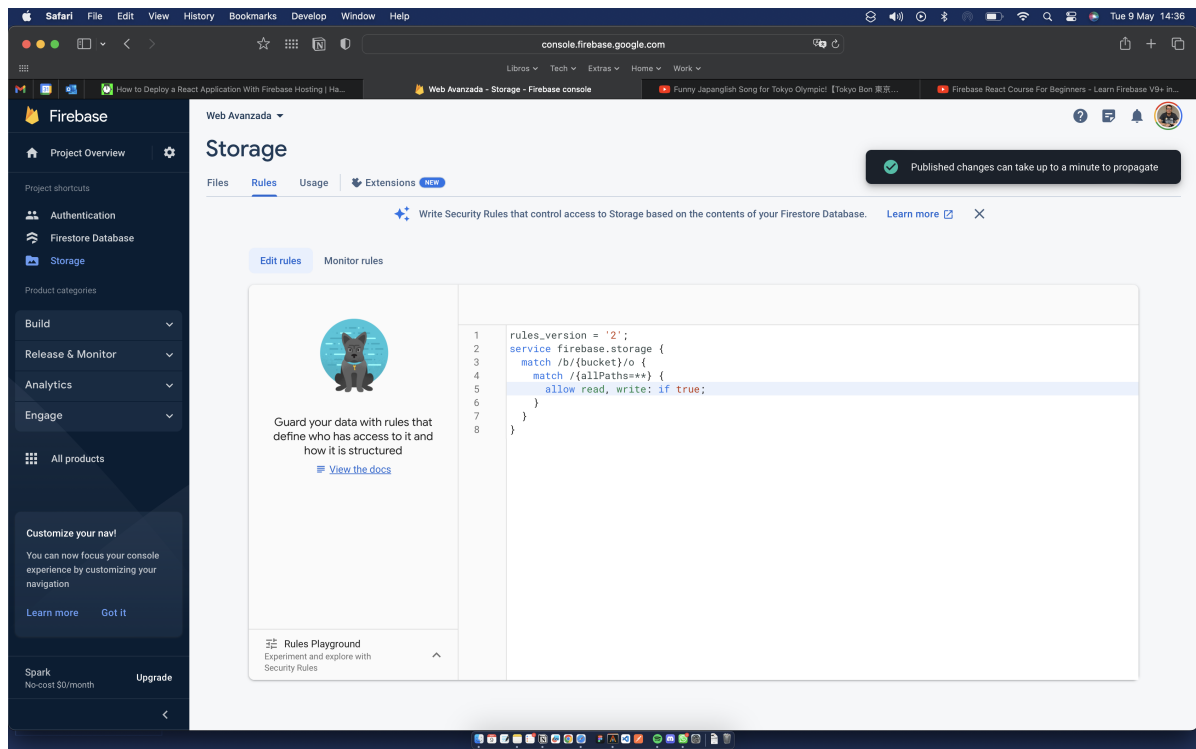 Safari File Edit View History Bookmarks Develop Window Help Tue 9 May 14:36
console.firebase.google.com
Libros Tech Extras Home Work
How to Deploy a React Application With Firebase Hosting | Ha...
Web Avanzada - Storage - Firebase console
Funny Japanglish Song for Tokyo Olympic!【Tokyo Bon 東京...
Firebase React Course For Beginners - Learn Firebase V9+ in...
Firebase
Project Overview
Project shortcuts
Authentication
Firestore Database
Storage
Product categories
Build
Release & Monitor
Analytics
Engage
All products
Customize your nav!
You can now focus your console
experience by customizing your
navigation
Learn more Got it
Spark
No-cost $0/month
Upgrade
Web Avanzada
Storage
Files Rules Usage Extensions NEW
Published changes can take up to a minute to propagate
Write Security Rules that control access to Storage based on the contents of your Firestore Database. Learn more
Edit rules Monitor rules
Guard your data with rules that
define who has access to it and
how it is structured
View the docs
Rules Playground
Experiment and explore with
Security Rules
1 rules_version = '2';
2 service firebase.storage {
3 match /b/{bucket}/o {
4 match /{allPaths=**} {
5 allow read, write: if true;
6 }
7 }
8 }